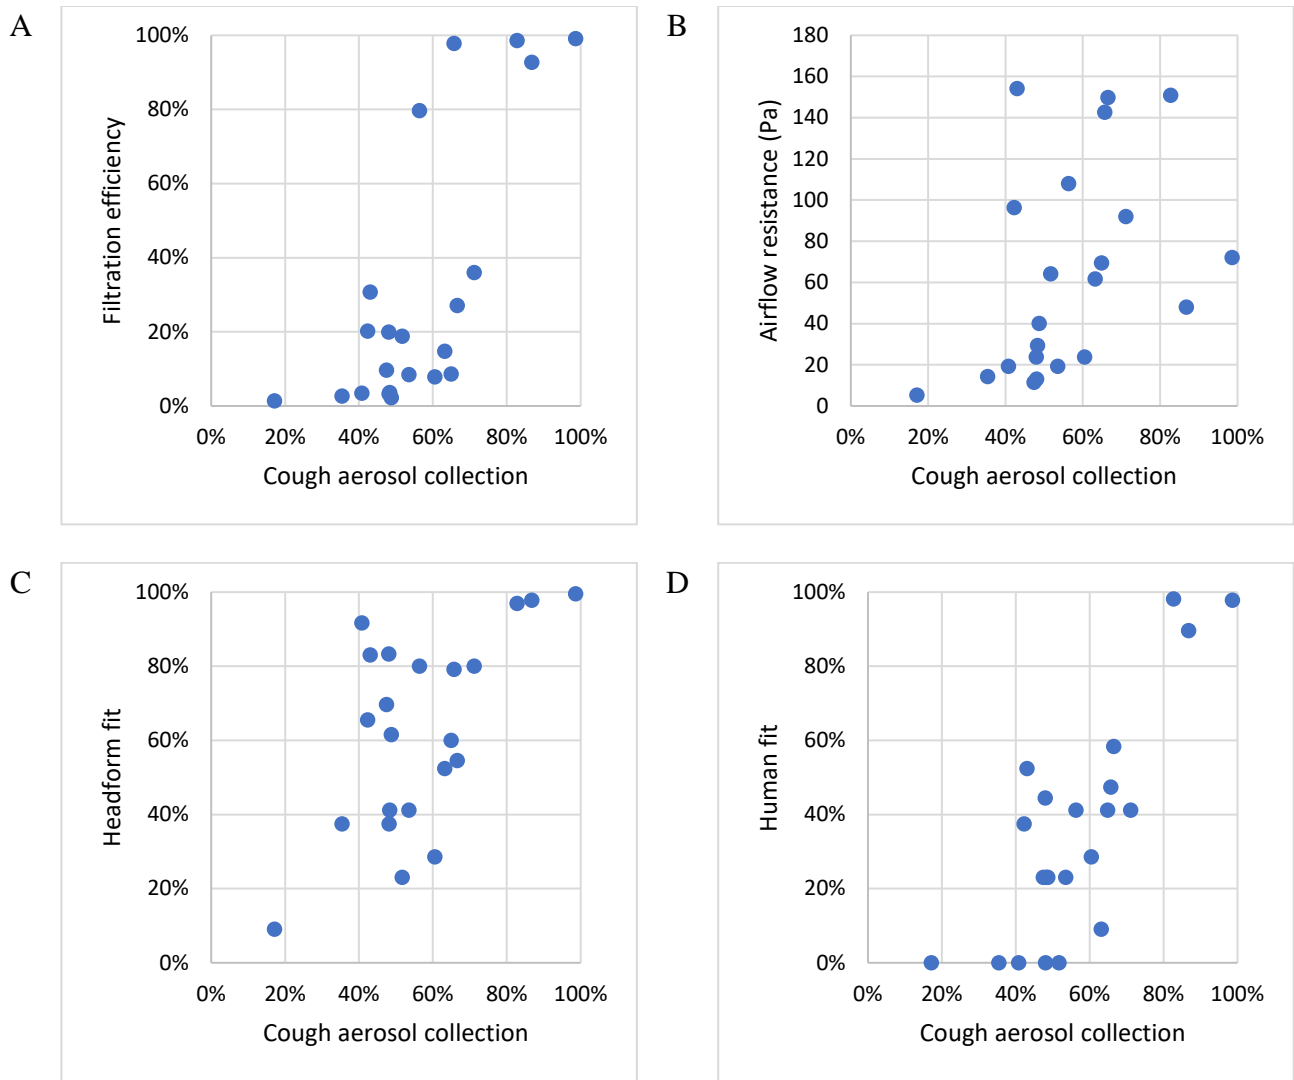 A
100%
80%
60%
40%
20%
0%
Filtration efficiency
0% 20% 40% 60% 80% 100%
Cough aerosol collection
B
180
160
140
120
100
80
60
40
20
0
Airflow resistance (Pa)
0% 20% 40% 60% 80% 100%
Cough aerosol collection
C
100%
80%
60%
40%
20%
0%
Headform fit
0% 20% 40% 60% 80% 100%
Cough aerosol collection
D
100%
80%
60%
40%
20%
0%
Human fit
0% 20% 40% 60% 80% 100%
Cough aerosol collection